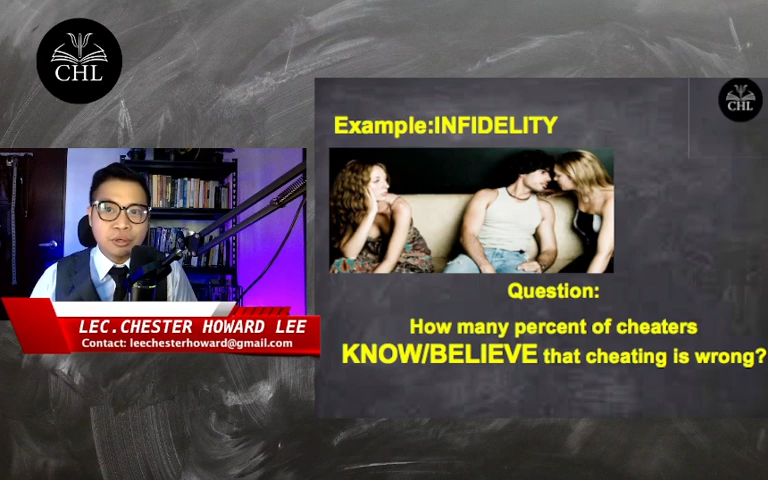 CHL
CHL
Example:INFIDELITY
LEC.CHESTER HOWARD LEE
Contact: leechesterhoward@gmail.com
Question:
How many percent of cheaters
KNOW/BELIEVE that cheating is wrong?